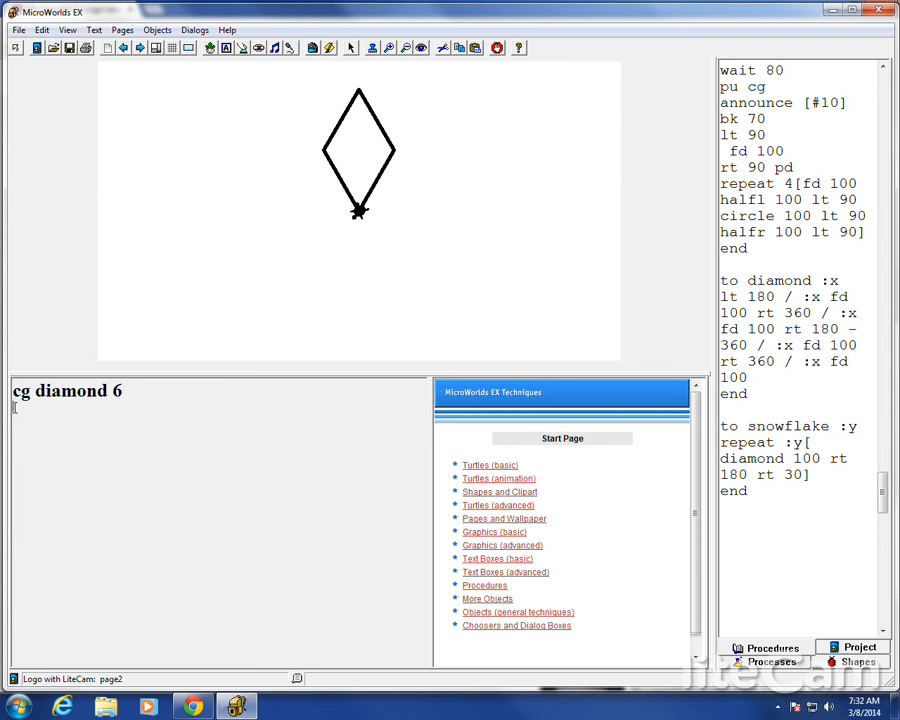 MicroWorlds EX
File Edit View Text Pages Objects Dialogs Help
wait 80
pu cg
announce [#10]
bk 70
lt 90
fd 100
rt 90 pd
repeat 4[fd 100
halfl 100 lt 90
circle 100 lt 90
halfr 100 lt 90]
end
to diamond :x
lt 180 / :x fd
100 rt 360 / :x
fd 100 rt 180 -
360 / :x fd 100
rt 360 / :x fd
100
end
to snowflake :y
repeat :y[
diamond 100 rt
180 rt 30]
end
cg diamond 6
MicroWorlds EX Techniques
Start Page
Turtles (basic)
Turtles (animation)
Shapes and Clipart
Turtles (advanced)
Pages and Wallpaper
Graphics (basic)
Graphics (advanced)
Text Boxes (basic)
Text Boxes (advanced)
Procedures
More Objects
Objects (general techniques)
Choosers and Dialog Boxes
Procedures Project
Processes Shapes
liteCam
Logo with LiteCam: page2
7:32 AM
3/8/2014